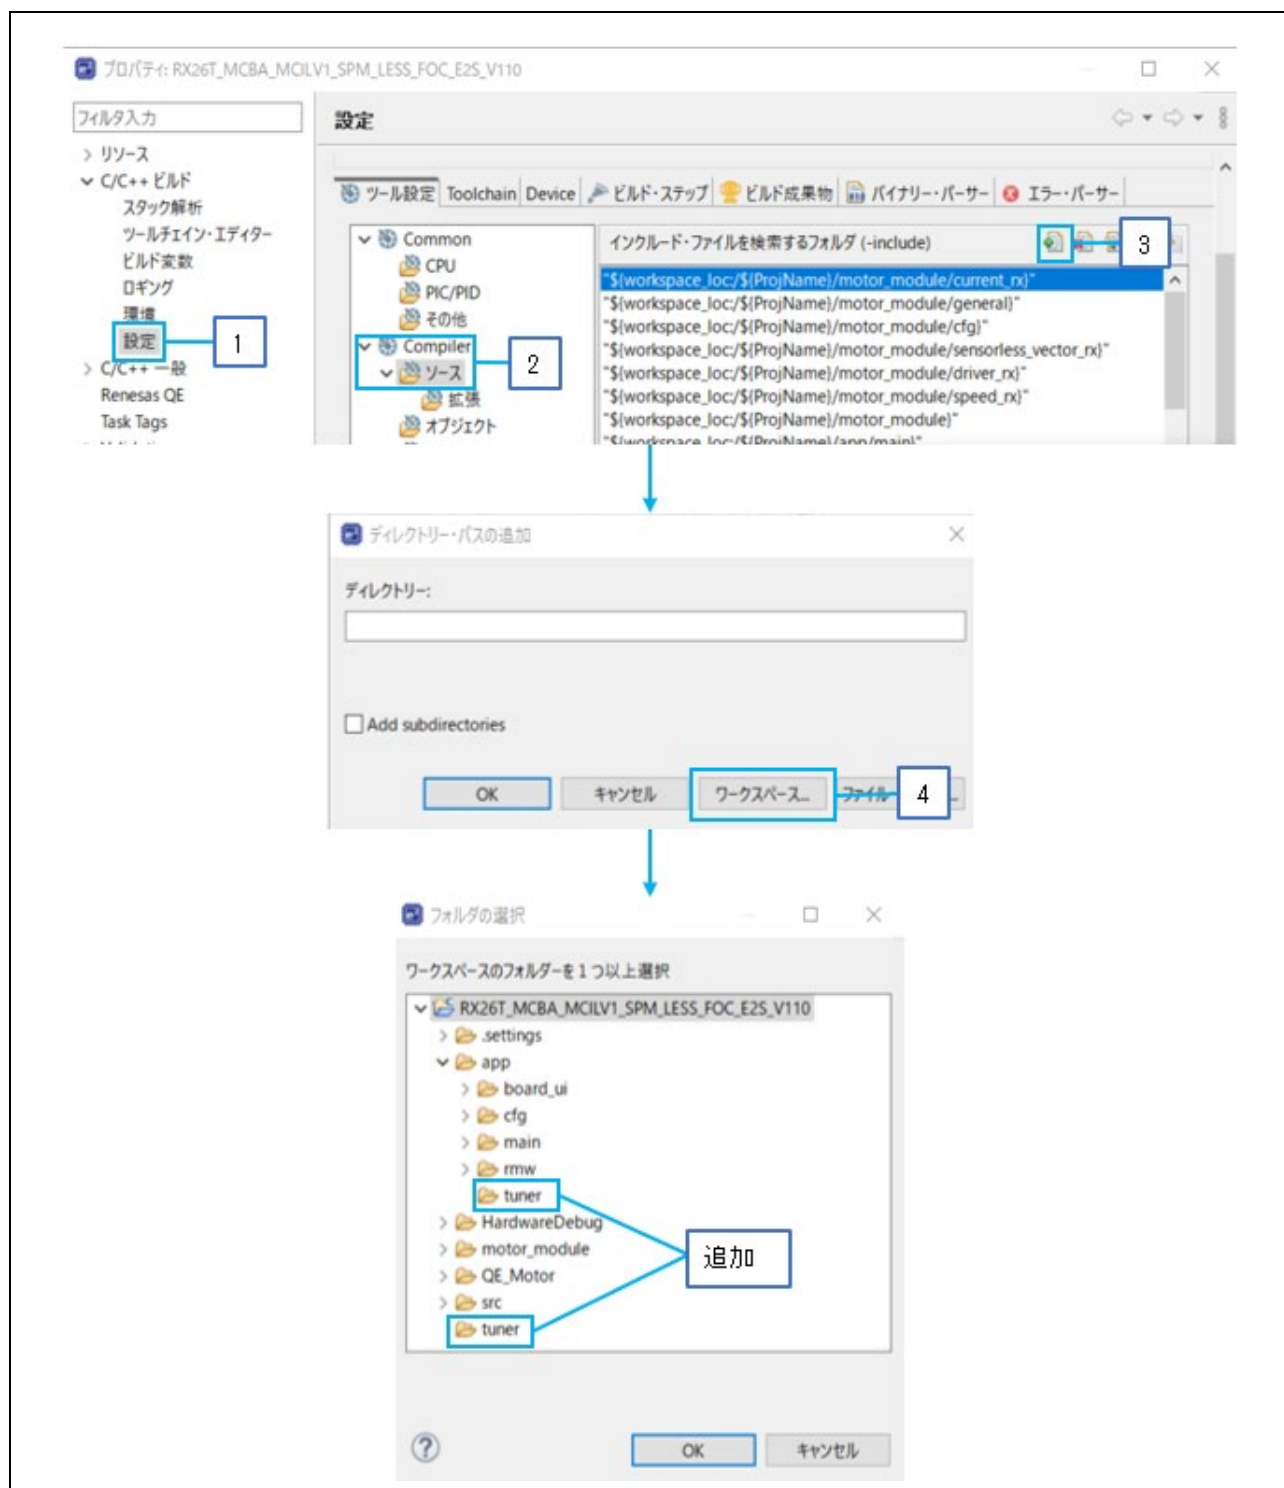 プロパティ: RX26T_MCBA_MCILV1_SPM_LESS_FOC_E2S_V110
フィルタ入力
設定
リソース
C/C++ ビルド
スタック解析
ツールチェイン・エディター
ビルド変数
ロギング
環境
設定
1
C/C++ 一般
Renesas QE
Task Tags
ツール設定 Toolchain Device ビルド・ステップ ビルド成果物 バイナリー・パーサー エラー・パーサー
Common
CPU
PIC/PID
その他
Compiler
ソース
2
拡張
オブジェクト
インクルード・ファイルを検索するフォルダ (-include)
3
"${workspace_loc:/${ProjName}/motor_module/current_rx}"
"${workspace_loc:/${ProjName}/motor_module/general}"
"${workspace_loc:/${ProjName}/motor_module/cfg}"
"${workspace_loc:/${ProjName}/motor_module/sensorless_vector_rx}"
"${workspace_loc:/${ProjName}/motor_module/driver_rx}"
"${workspace_loc:/${ProjName}/motor_module/speed_rx}"
"${workspace_loc:/${ProjName}/motor_module}"
"${workspace_loc:/${ProjName}/app/main}"
ディレクトリー・パスの追加
ディレクトリー:
Add subdirectories
OK キャンセル ワークスペース... ファイル 4
フォルダの選択
ワークスペースのフォルダーを1つ以上選択
RX26T_MCBA_MCILV1_SPM_LESS_FOC_E2S_V110
.settings
app
board_ui
cfg
main
rmw
tuner
HardwareDebug
motor_module
追加
QE_Motor
src
tuner
OK キャンセル